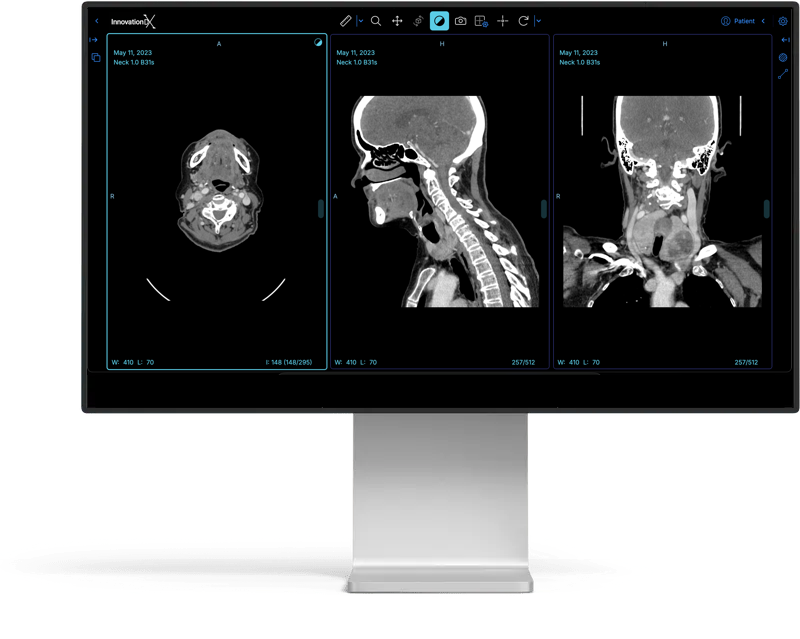 InnovationX
Patient
A
May 11, 2023
Neck 1.0 B31s
R
W: 410 L: 70
I: 148 (148/295)
H
May 11, 2023
Neck 1.0 B31s
A
W: 410 L: 70
257/512
H
May 11, 2023
Neck 1.0 B31s
R
W: 410 L: 70
257/512